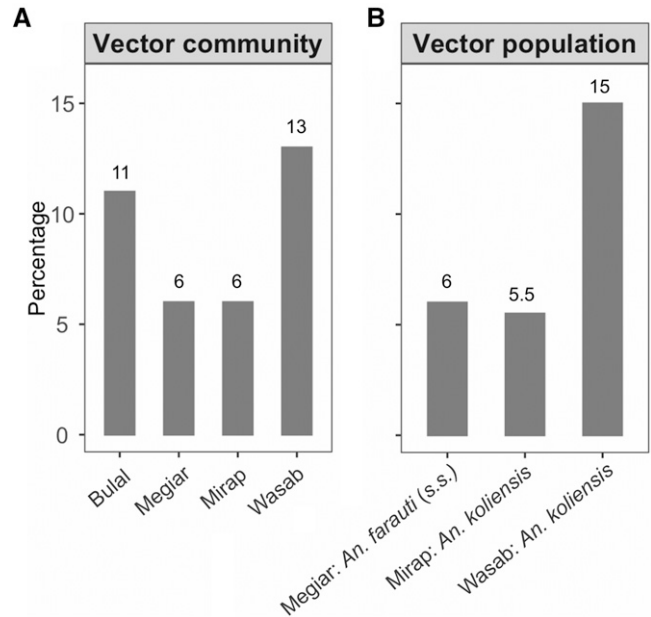 A
Vector community
Percentage
15
10
5
0
11
6
6
13
Bulal
Megiar
Mirap
Wasab
B
Vector population
6
5.5
15
Megiar: An. farauti (s.s.)
Mirap: An. koliensis
Wasab: An. koliensis